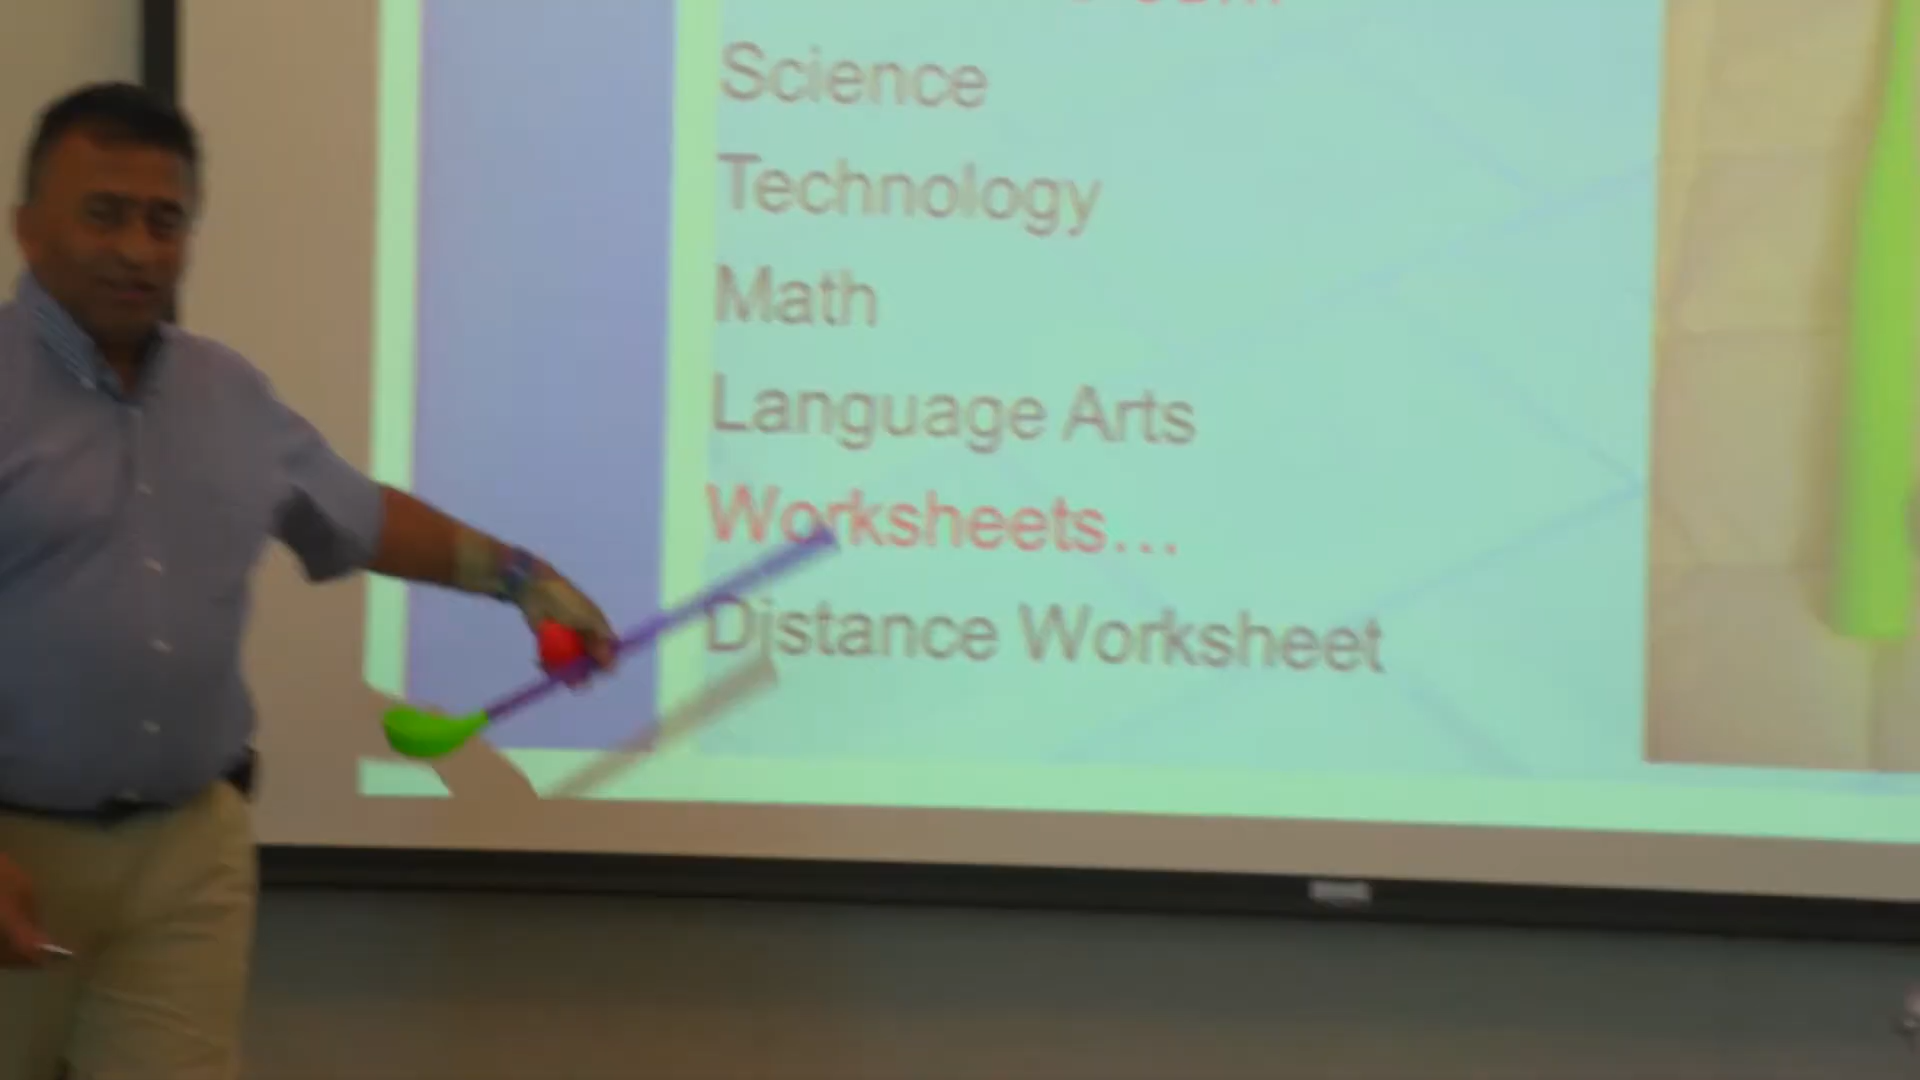 Science
Technology
Math
Language Arts
Worksheets...
Distance Worksheet